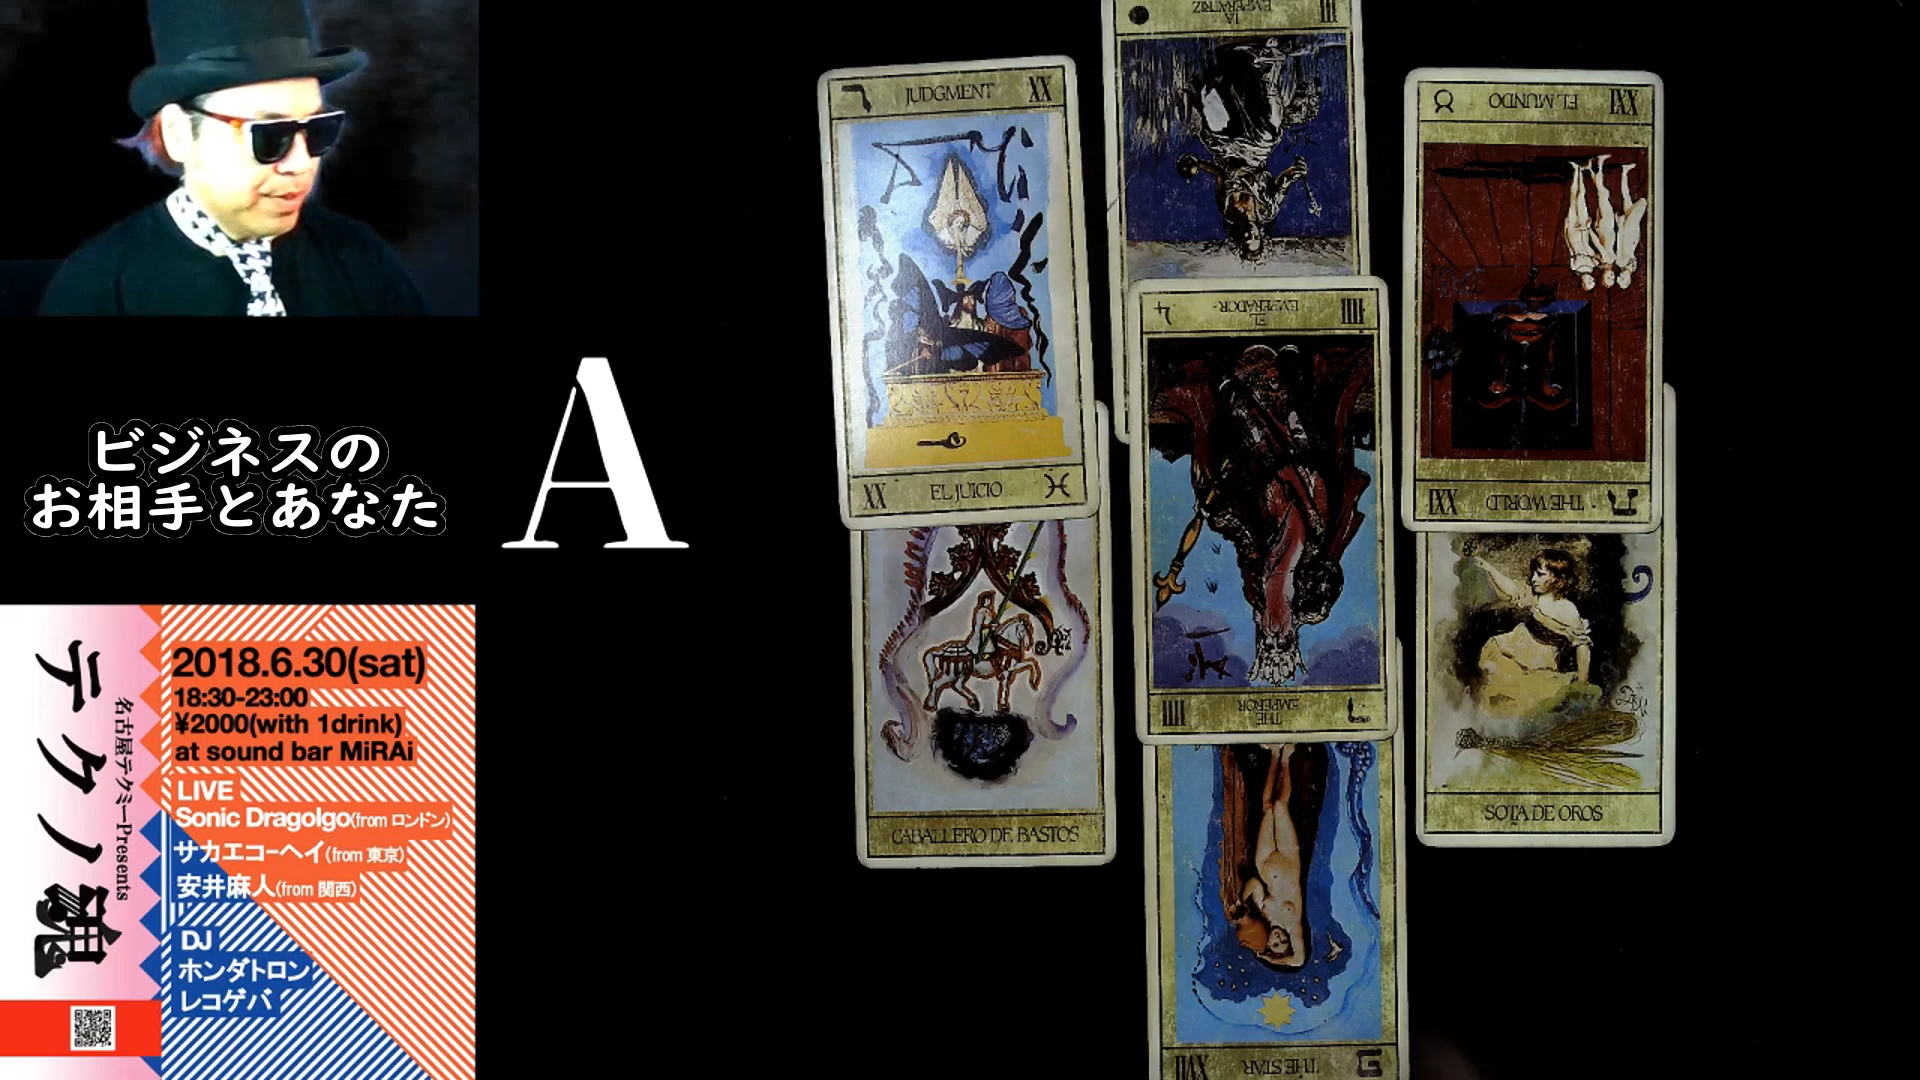 ビジネスの
お相手とあなた
A
テクノ魂
名古屋テクミーPresents
2018.6.30(sat)
18:30-23:00
¥2000(with 1drink)
at sound bar MiRAi
LIVE
Sonic Dragolgo(from ロンドン)
サカエコーヘイ(from 東京)
安井麻人(from 関西)
DJ
ホンダトロン
レコゲバ
JUDGMENT XX
XX EL JUICIO
CABALLERO DE BASTOS
III LA EMPERATRIZ
IIII EL EMPERADOR
THE EMPEROR IIII
THE STAR XVII
XXI EL MUNDO
THE WORLD XXI
SOTA DE OROS